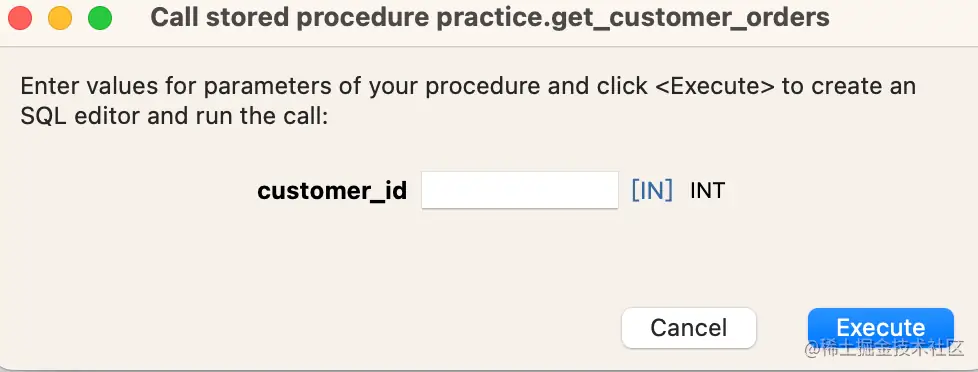 Call stored procedure practice.get_customer_orders
Enter values for parameters of your procedure and click <Execute> to create an
SQL editor and run the call:
customer_id [IN] INT
Cancel Execute
@稀土掘金技术社区